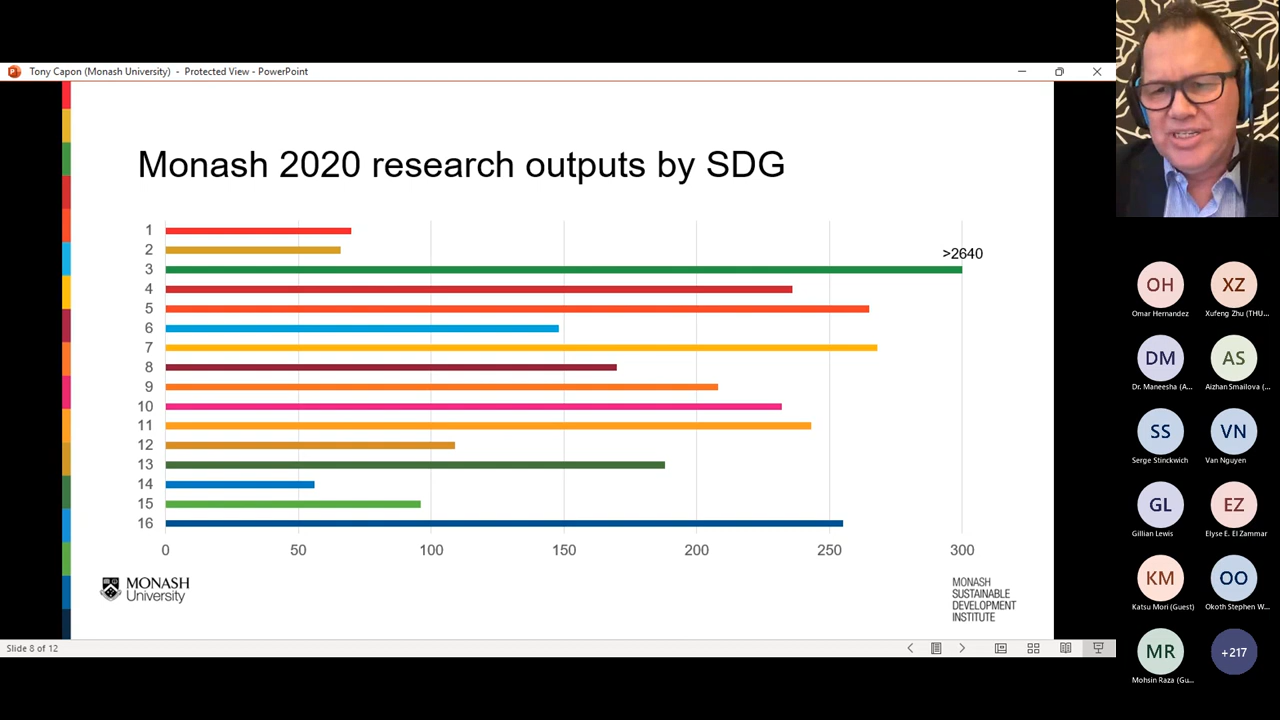 Tony Capon (Monash University) - Protected View - PowerPoint
Monash 2020 research outputs by SDG
1
2
>2640
3
4
5
6
7
8
9
10
11
12
13
14
15
16
0 50 100 150 200 250 300
MONASH
University
MONASH
SUSTAINABLE
DEVELOPMENT
INSTITUTE
Slide 8 of 12
OH XZ
Omar Hernandez Xufeng Zhu (THU...
DM AS
Dr. Maneesha (A... Aizhan Smailova (...
SS VN
Serge Stinckwich Van Nguyen
GL EZ
Gillian Lewis Elyse E. El Zammar
KM OO
Katsu Mori (Guest) Okoth Stephen W...
MR +217
Mohsin Raza (Gu...